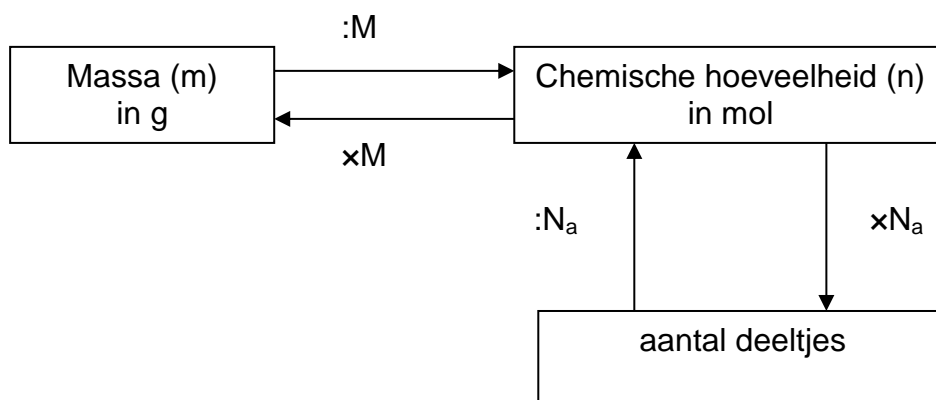 :M
Massa (m)
in g
Chemische hoeveelheid (n)
in mol
×M
:Nₐ
×Nₐ
aantal deeltjes